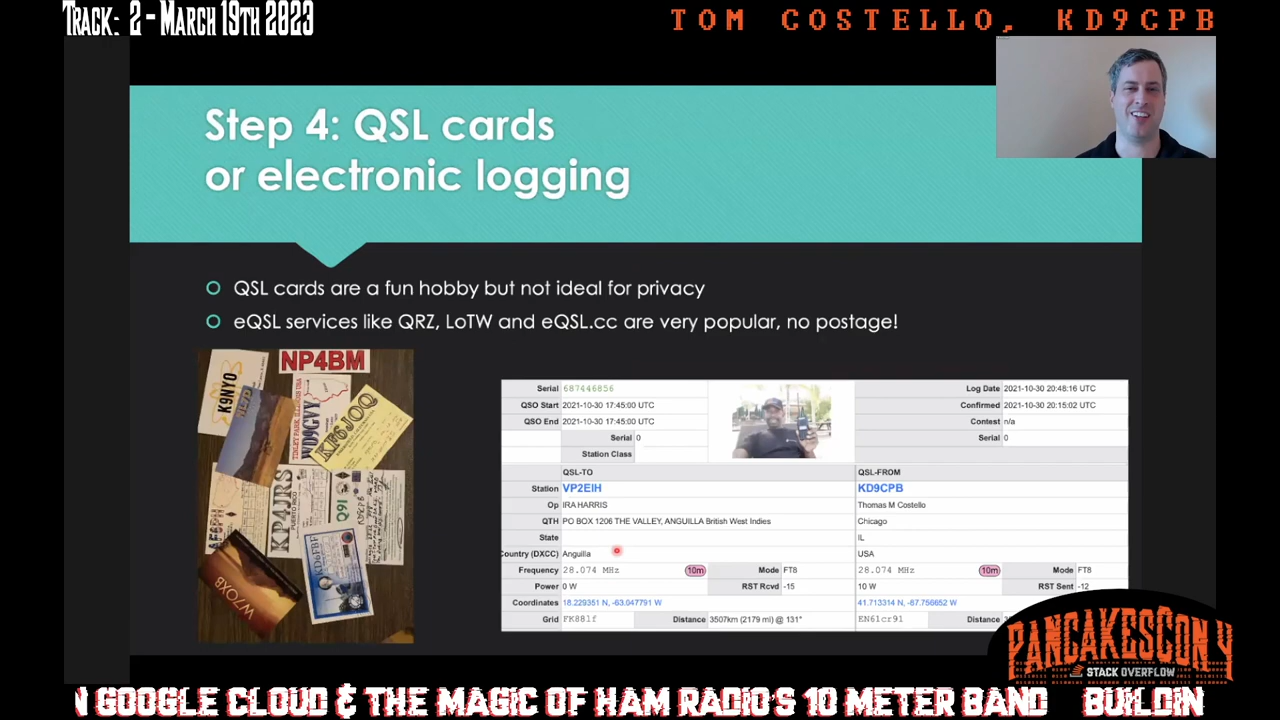 TRACK: 2 - MARCH 19TH 2023
TOM COSTELLO, KD9CPB
Step 4: QSL cards
or electronic logging
QSL cards are a fun hobby but not ideal for privacy
eQSL services like QRZ, LoTW and eQSL.cc are very popular, no postage!
K9NYO
NP4BM
TINLEY PARK, ILLINOIS USA
WD9GVY
KF6JOQ
KP4JRS
Q9I
KD6FBF
W7OXB
Serial 687446856 Log Date 2021-10-30 20:48:16 UTC
QSO Start 2021-10-30 17:45:00 UTC Confirmed 2021-10-30 20:15:02 UTC
QSO End 2021-10-30 17:45:00 UTC Contest n/a
Serial 0 Serial 0
Station Class
QSL-TO QSL-FROM
Station VP2EIH KD9CPB
Op IRA HARRIS Thomas M Costello
QTH PO BOX 1206 THE VALLEY, ANGUILLA British West Indies Chicago
State IL
Country (DXCC) Anguilla USA
Frequency 28.074 MHz 10m Mode FT8 28.074 MHz 10m Mode FT8
Power 0 W RST Rcvd -15 10 W RST Sent -12
Coordinates 18.229351 N, -63.047791 W 41.713314 N, -87.756652 W
Grid FK88lf Distance 3507km (2179 mi) @ 131° EN61cr91 Distance
PANCAKESCON 4
STACK OVERFLOW
N GOOGLE CLOUD & THE MAGIC OF HAM RADIO'S 10 METER BAND BUILDIN